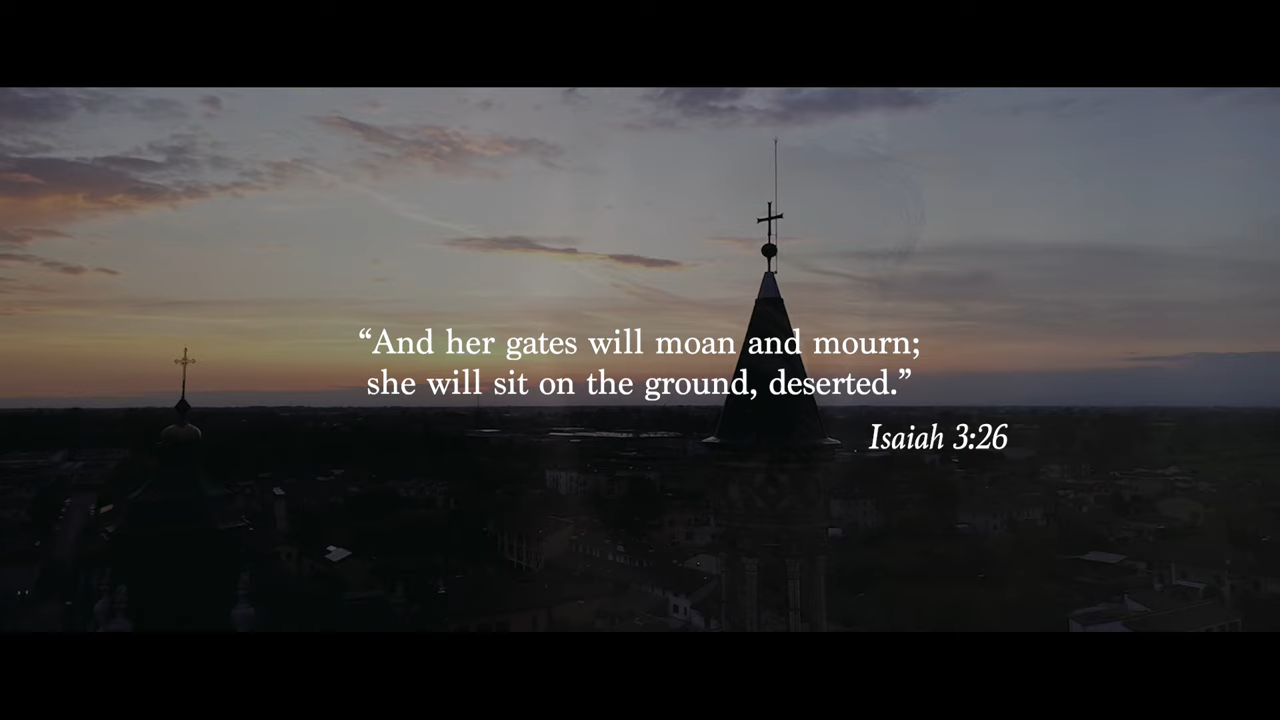 “And her gates will moan and mourn;
she will sit on the ground, deserted.”
Isaiah 3:26